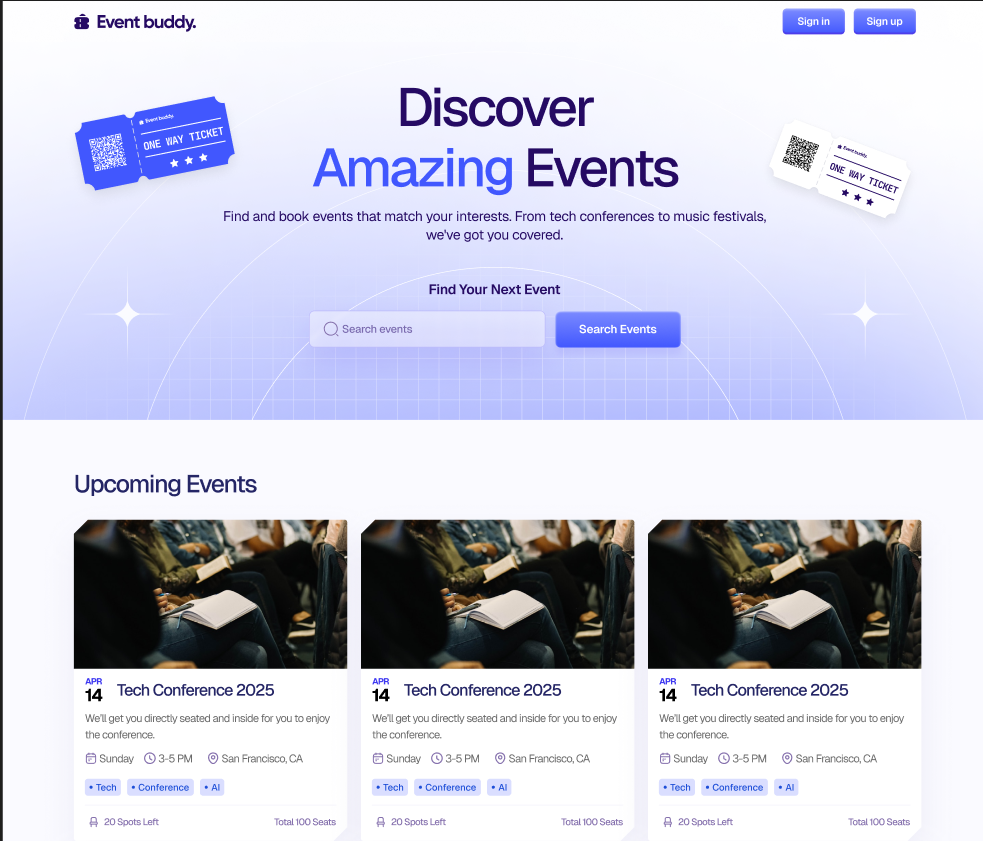 Event buddy.
Sign in
Sign up
Discover
Amazing Events
Event buddy.
ONE WAY TICKET
Event buddy.
ONE WAY TICKET
Find and book events that match your interests. From tech conferences to music festivals,
we've got you covered.
Find Your Next Event
Search events
Search Events
Upcoming Events
APR
14
Tech Conference 2025
We'll get you directly seated and inside for you to enjoy
the conference.
Sunday 3-5 PM San Francisco, CA
• Tech • Conference • AI
20 Spots Left Total 100 Seats
APR
14
Tech Conference 2025
We'll get you directly seated and inside for you to enjoy
the conference.
Sunday 3-5 PM San Francisco, CA
• Tech • Conference • AI
20 Spots Left Total 100 Seats
APR
14
Tech Conference 2025
We'll get you directly seated and inside for you to enjoy
the conference.
Sunday 3-5 PM San Francisco, CA
• Tech • Conference • AI
20 Spots Left Total 100 Seats